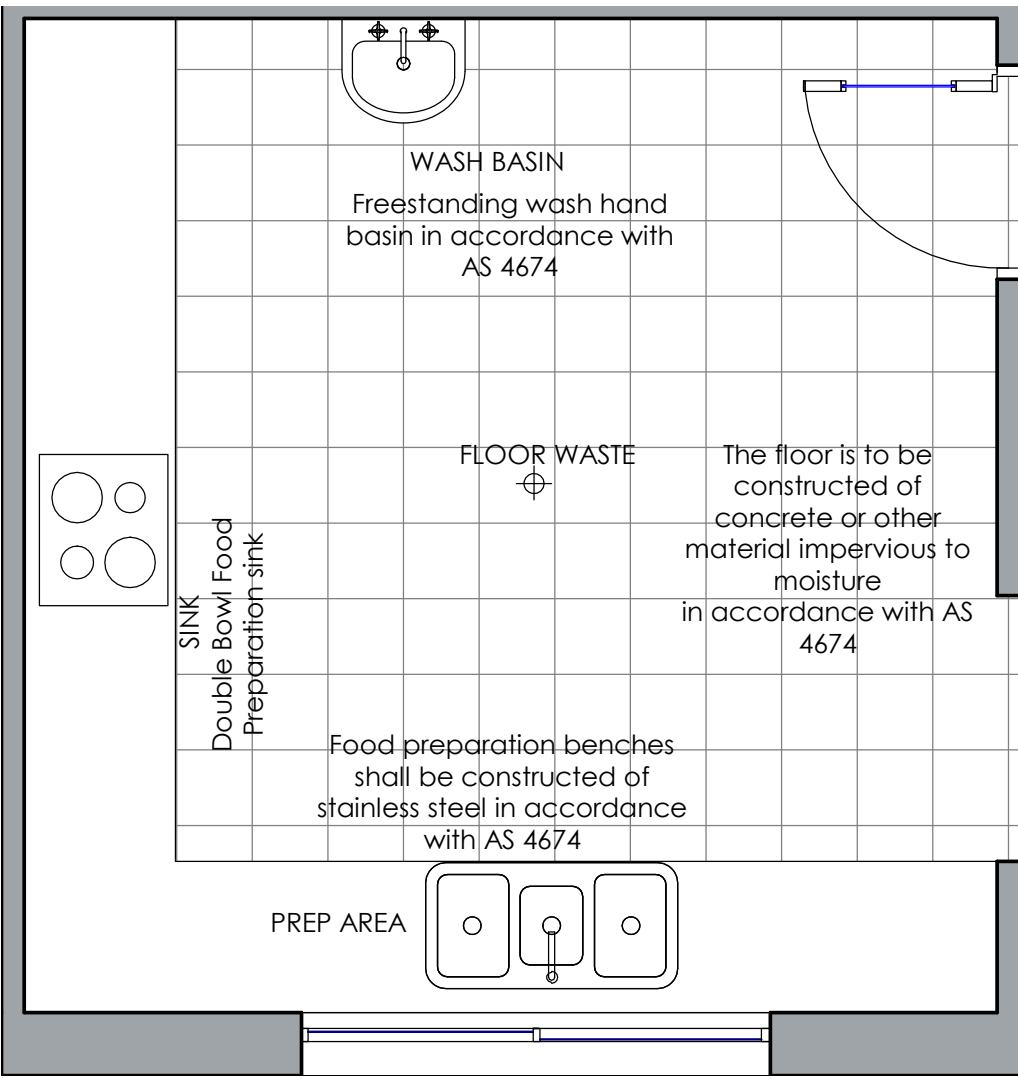 WASH BASIN
Freestanding wash hand
basin in accordance with
AS 4674
FLOOR WASTE
The floor is to be
constructed of
concrete or other
material impervious to
moisture
in accordance with AS
4674
SINK
Double Bowl Food
Preparation sink
Food preparation benches
shall be constructed of
stainless steel in accordance
with AS 4674
PREP AREA